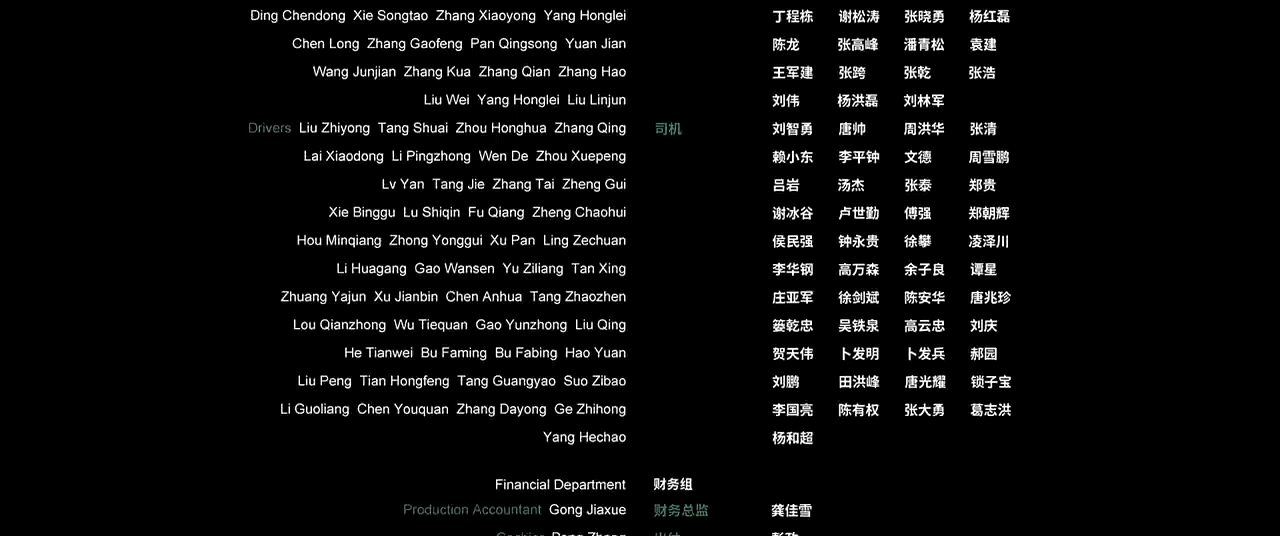 Ding Chendong Xie Songtao Zhang Xiaoyong Yang Honglei 丁程栋 谢松涛 张晓勇 杨红磊
Chen Long Zhang Gaofeng Pan Qingsong Yuan Jian 陈龙 张高峰 潘青松 袁建
Wang Junjian Zhang Kua Zhang Qian Zhang Hao 王军建 张跨 张乾 张浩
Liu Wei Yang Honglei Liu Linjun 刘伟 杨洪磊 刘林军
Drivers Liu Zhiyong Tang Shuai Zhou Honghua Zhang Qing 司机 刘智勇 唐帅 周洪华 张清
Lai Xiaodong Li Pingzhong Wen De Zhou Xuepeng 赖小东 李平钟 文德 周雪鹏
Lv Yan Tang Jie Zhang Tai Zheng Gui 吕岩 汤杰 张泰 郑贵
Xie Binggu Lu Shiqin Fu Qiang Zheng Chaohui 谢冰谷 卢世勤 傅强 郑朝辉
Hou Minqiang Zhong Yonggui Xu Pan Ling Zechuan 侯民强 钟永贵 徐攀 凌泽川
Li Huagang Gao Wansen Yu Ziliang Tan Xing 李华钢 高万森 余子良 谭星
Zhuang Yajun Xu Jianbin Chen Anhua Tang Zhaozhen 庄亚军 徐剑斌 陈安华 唐兆珍
Lou Qianzhong Wu Tiequan Gao Yunzhong Liu Qing 篓乾忠 吴铁泉 高云忠 刘庆
He Tianwei Bu Faming Bu Fabing Hao Yuan 贺天伟 卜发明 卜发兵 郝园
Liu Peng Tian Hongfeng Tang Guangyao Suo Zibao 刘鹏 田洪峰 唐光耀 锁子宝
Li Guoliang Chen Youquan Zhang Dayong Ge Zhihong 李国亮 陈有权 张大勇 葛志洪
Yang Hechao 杨和超
Financial Department 财务组
Production Accountant Gong Jiaxue 财务总监 龚佳雪